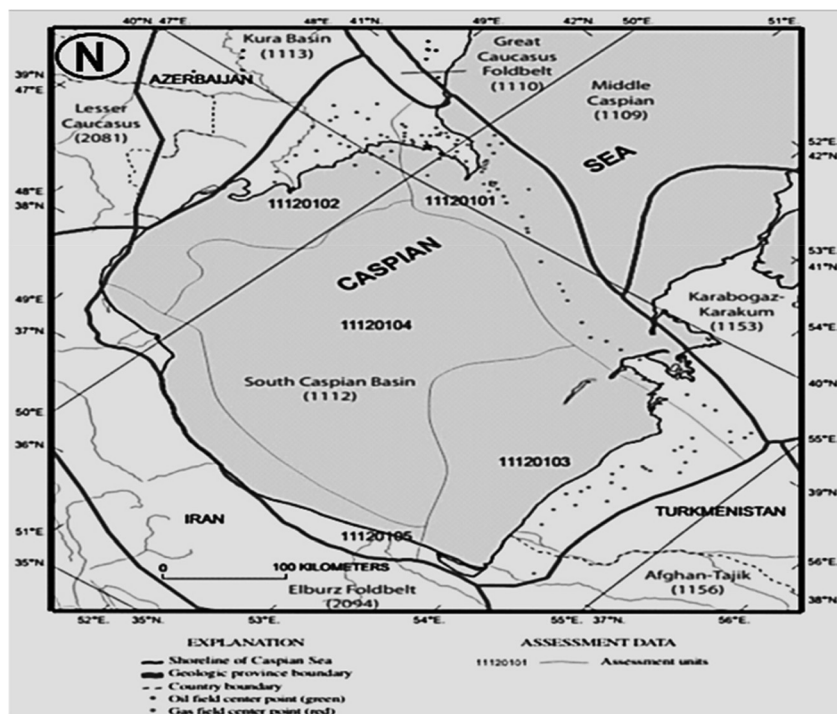 40°N. 47°E. 48°E. 41°N. 49°E. 42°N. 50°E. 51°E.
N
Kura Basin
(1113)
Great
Caucasus
Foldbelt
(1110)
AZERBAIJAN
39°N
47°E.
Middle
Caspian
(1109)
Lesser
Caucasus
(2081)
52°E
42°N.
SEA
48°E
38°N.
11120102
11120101
CASPIAN
53°E
41°N.
49°E.
37°N.
Karabogaz-
Karakum
(1153)
54°E.
11120104
South Caspian Basin
(1112)
40°N.
50°E.
36°N.
55°E.
11120103
39°N.
IRAN
TURKMENISTAN
51°E.
35°N.
11120105
0 100 KILOMETERS
56°E.
38°N
Afghan-Tajik
(1156)
Elburz Foldbelt
(2094)
52°E. 35°N. 53°E. 54°E. 55°E. 37°N. 56°E.
EXPLANATION
Shoreline of Caspian Sea
Geologic province boundary
Country boundary
Oil field center point (green)
Gas field center point (red)
ASSESSMENT DATA
11120101 Assessment units